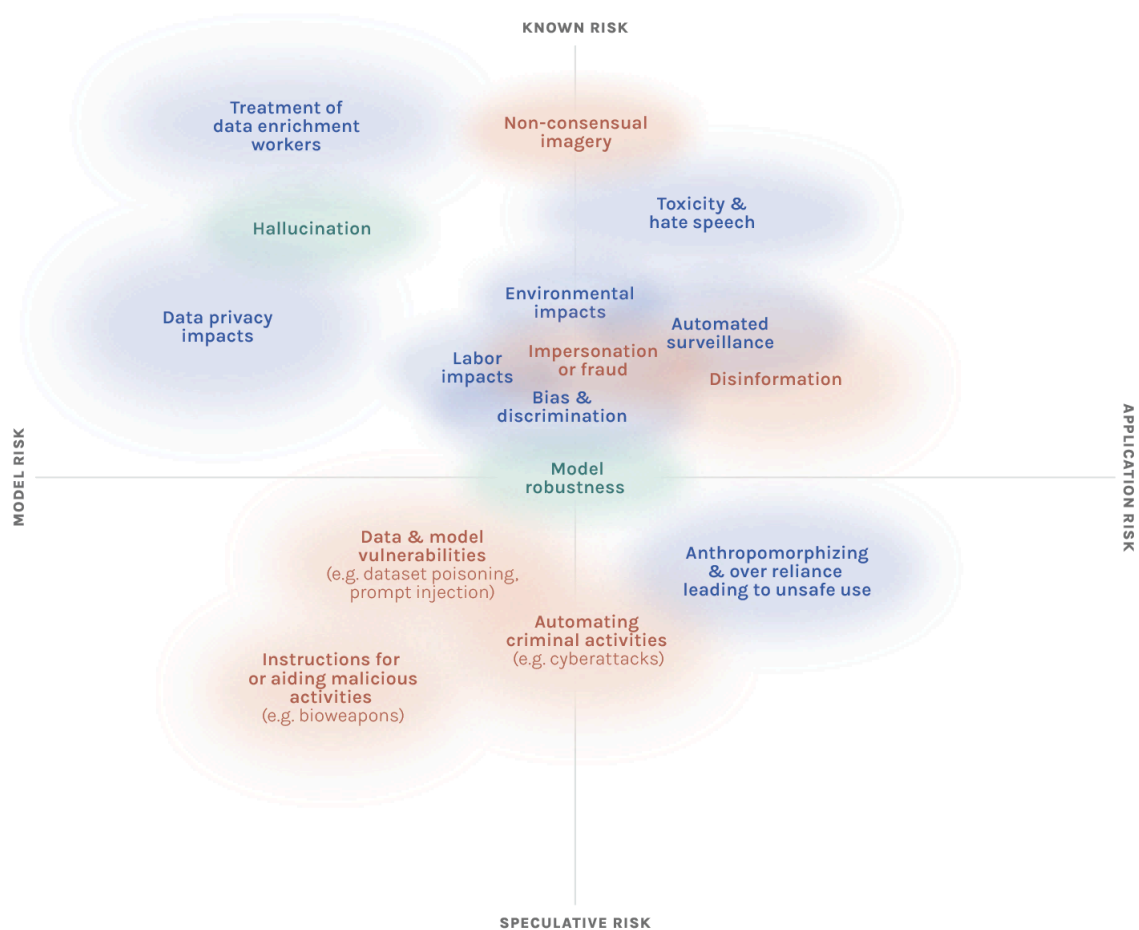 KNOWN RISK
Treatment of
data enrichment
workers
Non-consensual
imagery
Toxicity &
hate speech
Hallucination
Environmental
impacts
Data privacy
impacts
Automated
surveillance
Labor
impacts
Impersonation
or fraud
Disinformation
Bias &
discrimination
MODEL RISK
APPLICATION RISK
Model
robustness
Data & model
vulnerabilities
(e.g. dataset poisoning,
prompt injection)
Anthropomorphizing
& over reliance
leading to unsafe use
Automating
criminal activities
(e.g. cyberattacks)
Instructions for
or aiding malicious
activities
(e.g. bioweapons)
SPECULATIVE RISK